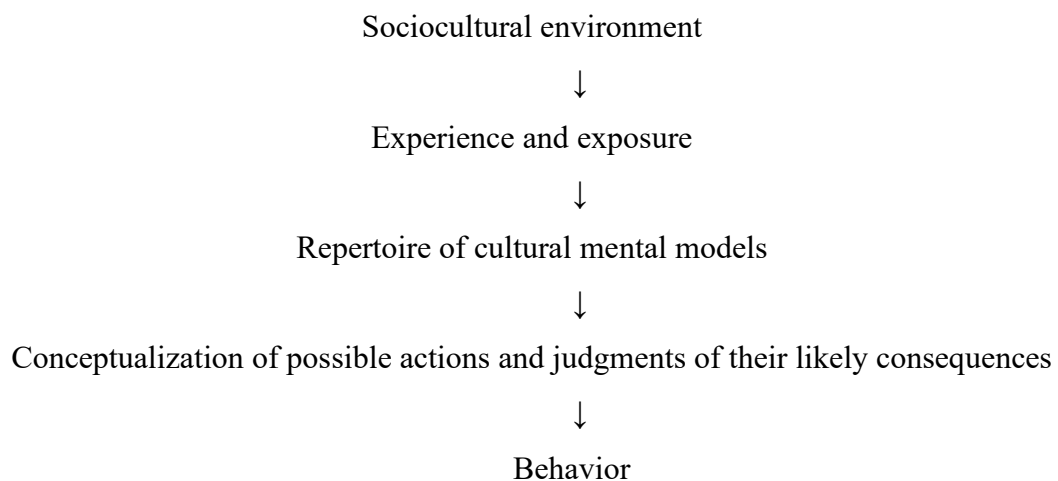 Sociocultural environment
↓
Experience and exposure
↓
Repertoire of cultural mental models
↓
Conceptualization of possible actions and judgments of their likely consequences
↓
Behavior